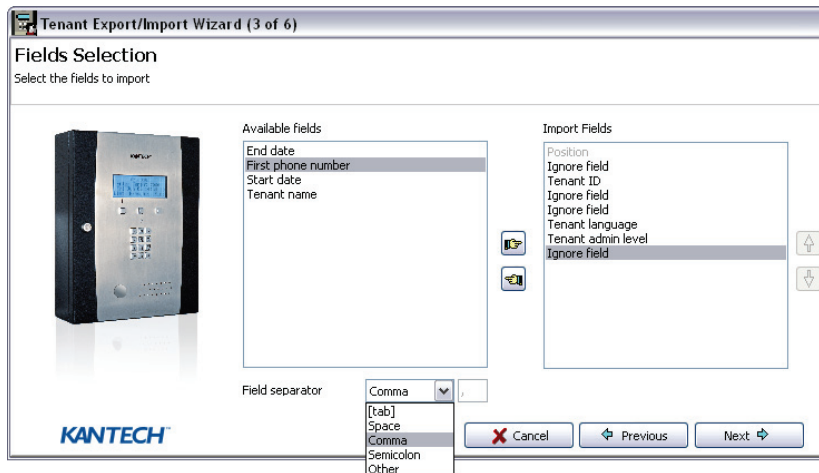 Tenant Export/Import Wizard (3 of 6)
Fields Selection
Select the fields to import
Available fields
End date
First phone number
Start date
Tenant name
Import Fields
Position
Ignore field
Tenant ID
Ignore field
Ignore field
Tenant language
Tenant admin level
Ignore field
KANTECH
Field separator
Comma
,
[tab]
Space
Comma
Semicolon
Other
KANTECH
Cancel
Previous
Next